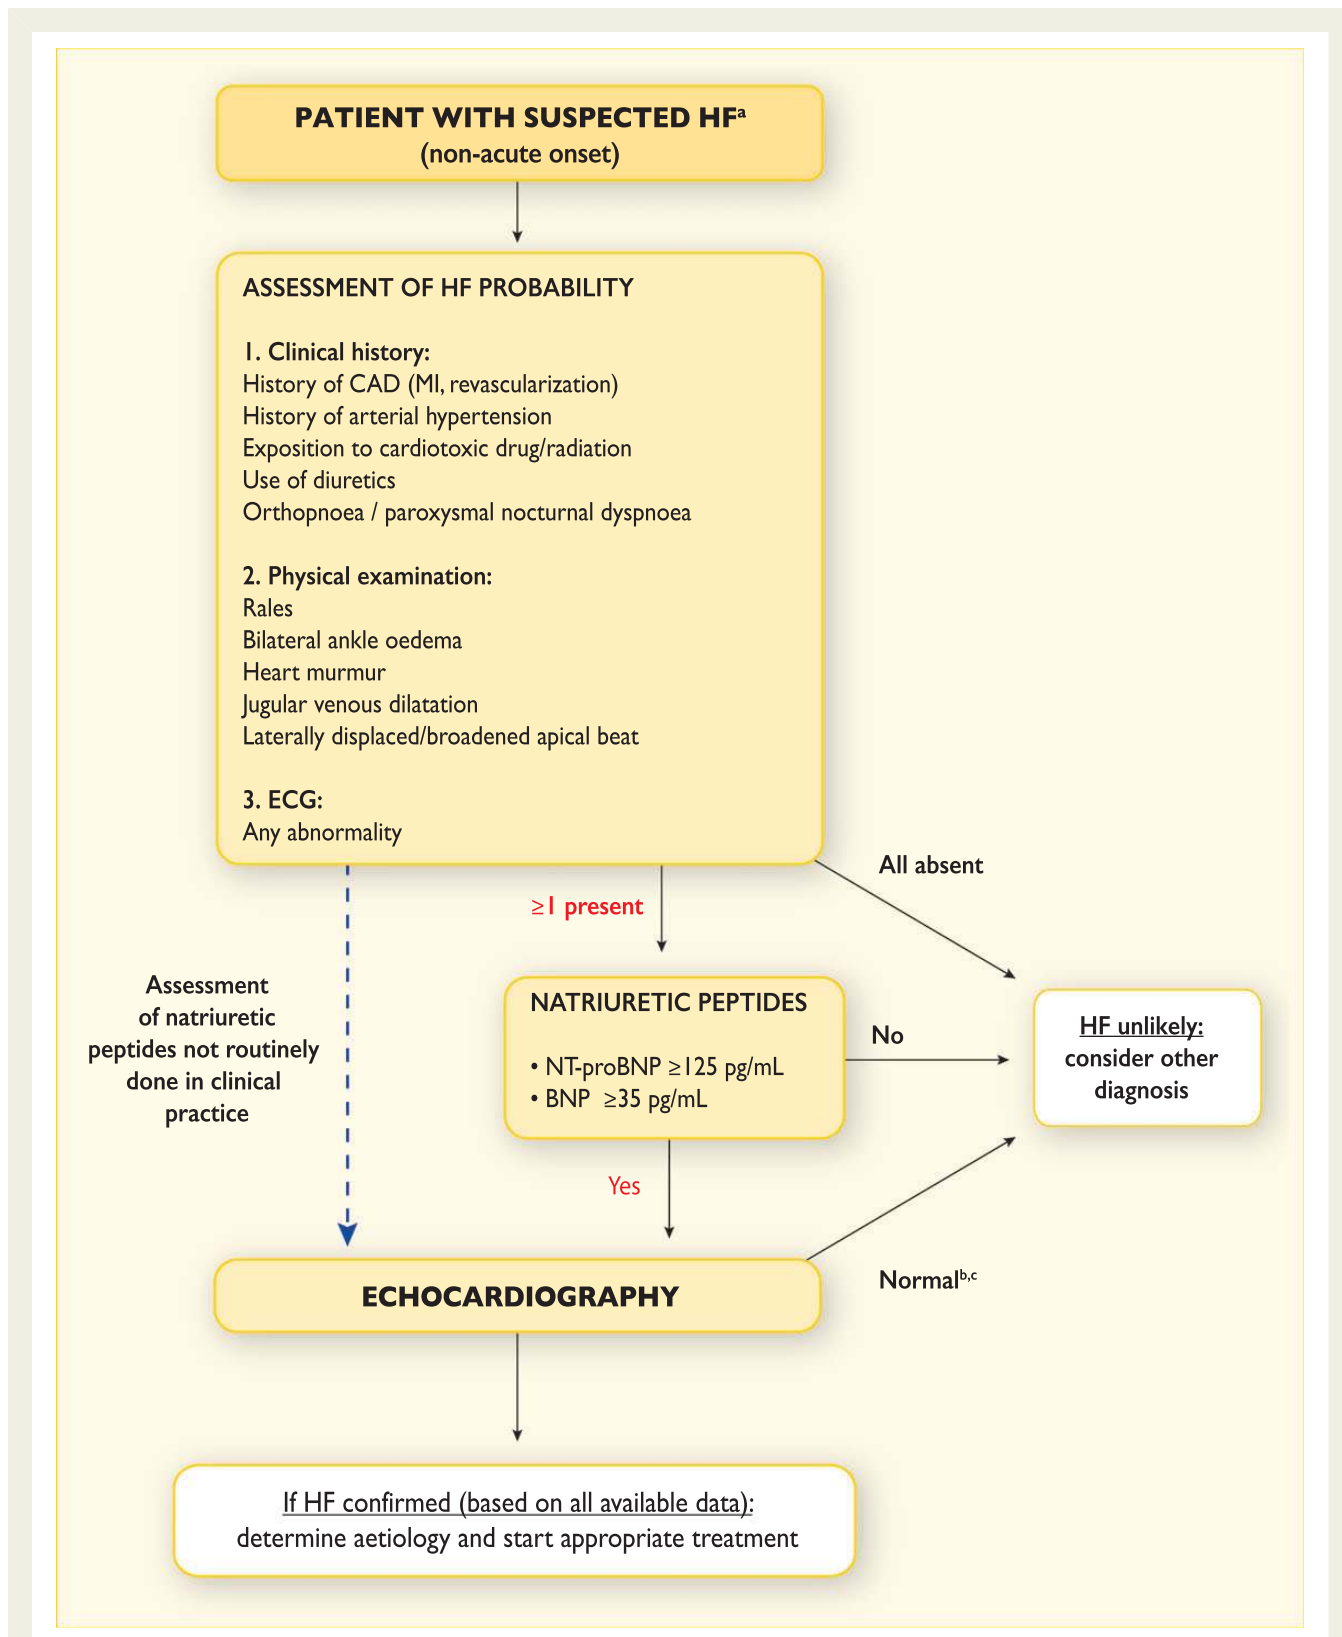 PATIENT WITH SUSPECTED HFᵃ
(non-acute onset)
ASSESSMENT OF HF PROBABILITY
1. Clinical history:
History of CAD (MI, revascularization)
History of arterial hypertension
Exposition to cardiotoxic drug/radiation
Use of diuretics
Orthopnoea / paroxysmal nocturnal dyspnoea
2. Physical examination:
Rales
Bilateral ankle oedema
Heart murmur
Jugular venous dilatation
Laterally displaced/broadened apical beat
3. ECG:
Any abnormality
All absent
≥1 present
Assessment
of natriuretic
peptides not routinely
done in clinical
practice
NATRIURETIC PEPTIDES
• NT-proBNP ≥125 pg/mL
• BNP ≥35 pg/mL
No
HF unlikely:
consider other
diagnosis
Yes
Normalᵇ,ᶜ
ECHOCARDIOGRAPHY
If HF confirmed (based on all available data):
determine aetiology and start appropriate treatment